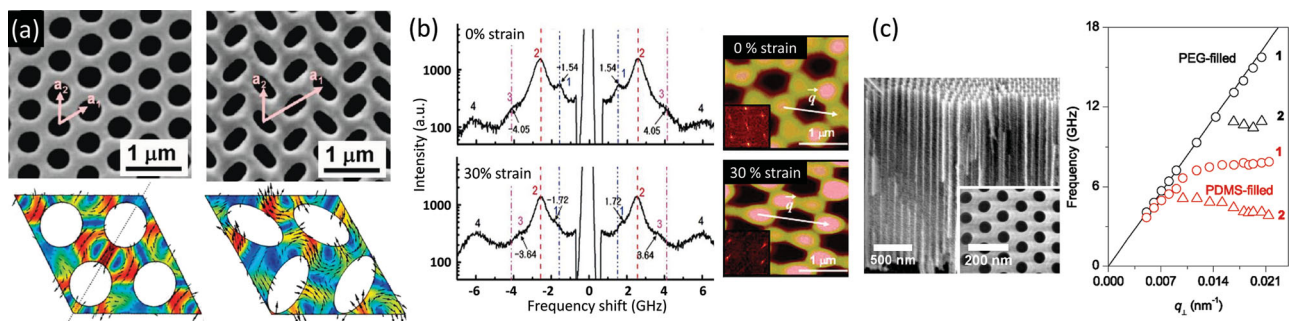 (a)
a₂
a₁
1 μm
a₂
a₁
1 μm
(b)
Intensity (a.u.)
0% strain
1000
100
4
3
2
−1.54
1
1.54
1
2
3
4
−4.05
4.05
30% strain
1000
100
4
3
2
−1.72
1
1.72
1
2
3
4
−3.64
3.64
-6 -4 -2 0 2 4 6
Frequency shift (GHz)
0 % strain
q
1 μm
30 % strain
q
1 μm
(c)
500 nm
200 nm
Frequency (GHz)
18
12
6
0
PEG-filled
1
2
1
PDMS-filled
2
0.000 0.007 0.014 0.021
q⊥ (nm⁻¹)